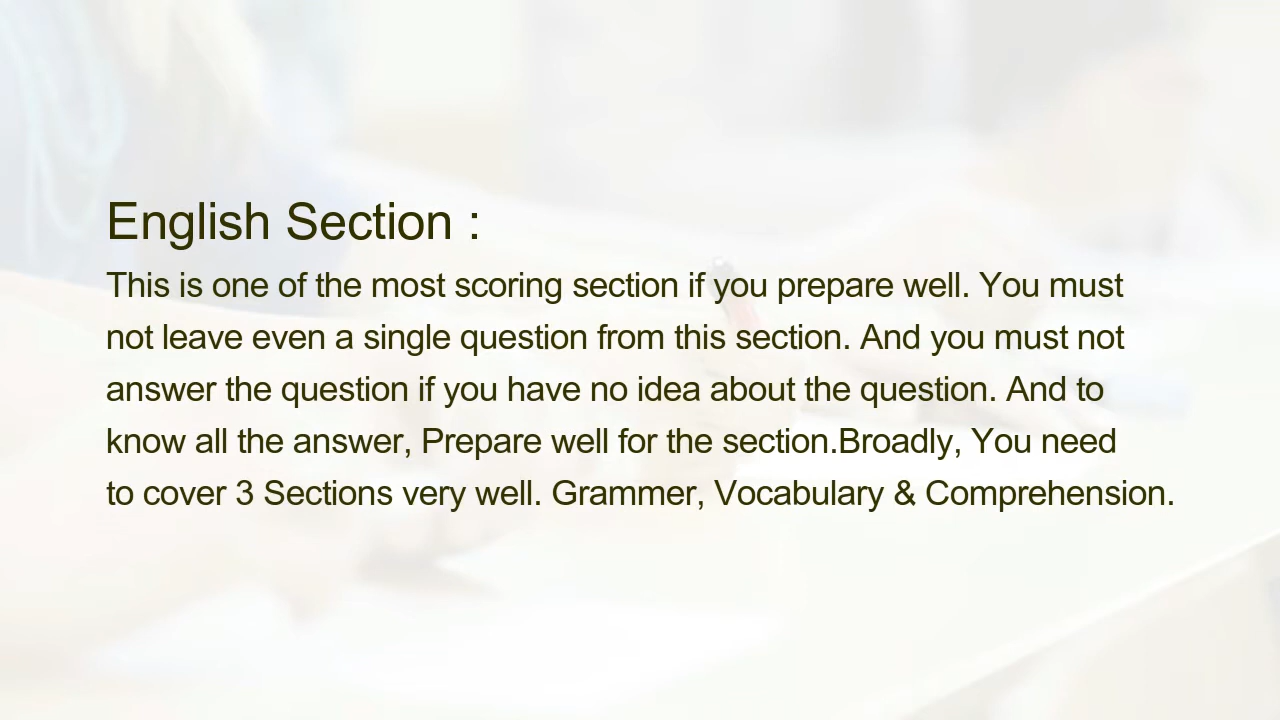 English Section :
This is one of the most scoring section if you prepare well. You must
not leave even a single question from this section. And you must not
answer the question if you have no idea about the question. And to
know all the answer, Prepare well for the section.Broadly, You need
to cover 3 Sections very well. Grammer, Vocabulary & Comprehension.